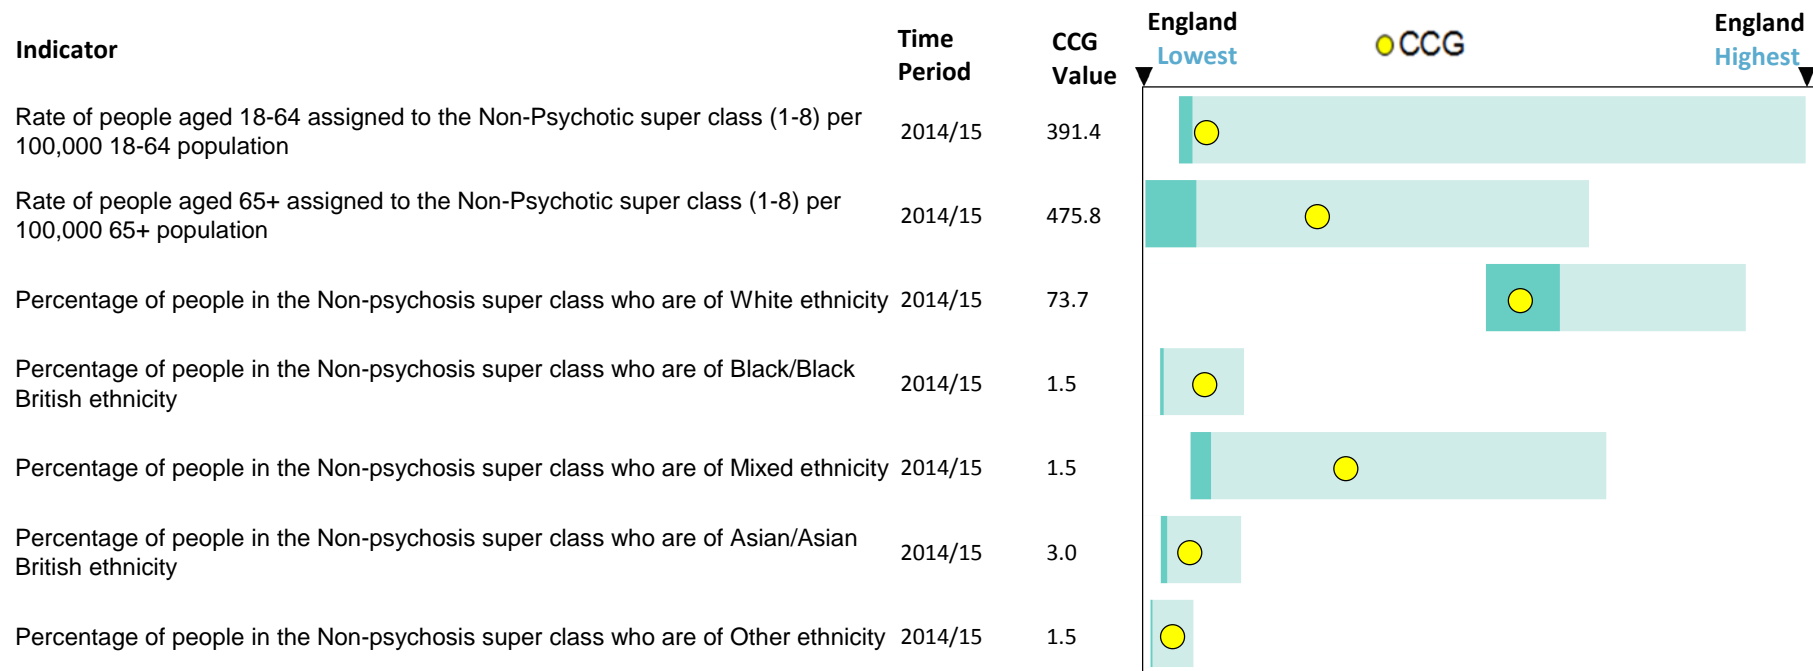 Indicator
Time Period
CCG Value
England Lowest
CCG
England Highest
Rate of people aged 18-64 assigned to the Non-Psychotic super class (1-8) per
100,000 18-64 population
2014/15
391.4
Rate of people aged 65+ assigned to the Non-Psychotic super class (1-8) per
100,000 65+ population
2014/15
475.8
Percentage of people in the Non-psychosis super class who are of White ethnicity 2014/15 73.7
Percentage of people in the Non-psychosis super class who are of Black/Black
British ethnicity
2014/15
1.5
Percentage of people in the Non-psychosis super class who are of Mixed ethnicity 2014/15 1.5
Percentage of people in the Non-psychosis super class who are of Asian/Asian
British ethnicity
2014/15
3.0
Percentage of people in the Non-psychosis super class who are of Other ethnicity 2014/15 1.5